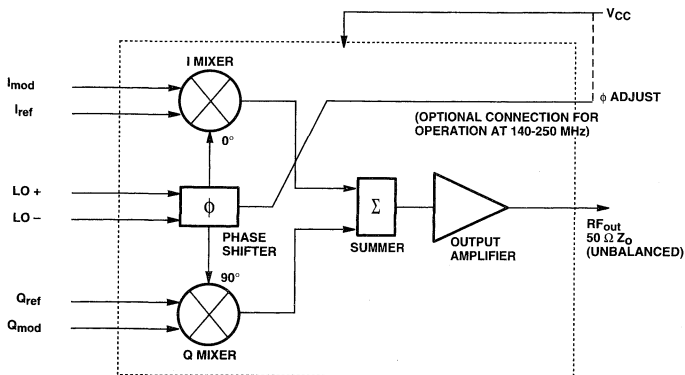 VCC
I MIXER
Imod
Iref
0°
ϕ ADJUST
(OPTIONAL CONNECTION FOR
OPERATION AT 140-250 MHz)
LO +
LO –
ϕ
PHASE
SHIFTER
Σ
SUMMER
OUTPUT
AMPLIFIER
RFout
50 Ω Zo
(UNBALANCED)
90°
Qref
Qmod
Q MIXER